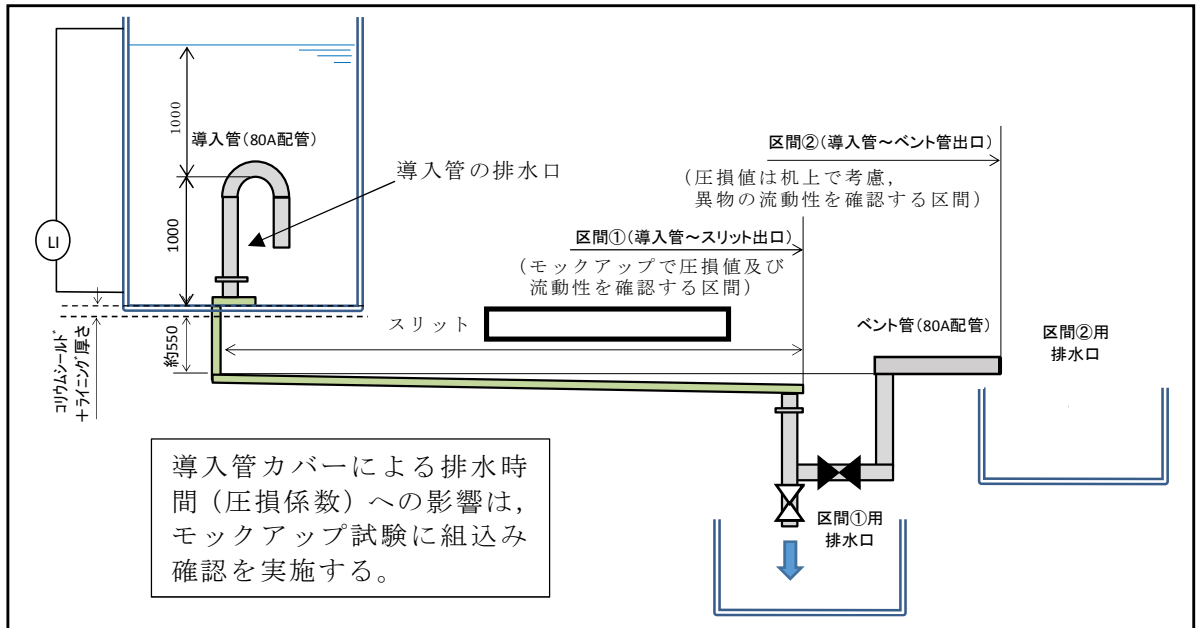 1000
導入管(80A配管)
導入管の排水口
1000
LI
コリウムシールド
+ライニング厚さ
約550
区間②(導入管～ベント管出口)
(圧損値は机上で考慮，
異物の流動性を確認する区間)
区間①(導入管～スリット出口)
(モックアップで圧損値及び
流動性を確認する区間)
スリット
ベント管(80A配管)
区間②用
排水口
区間①用
排水口
導入管カバーによる排水時
間（圧損係数）への影響は，
モックアップ試験に組込み
確認を実施する。